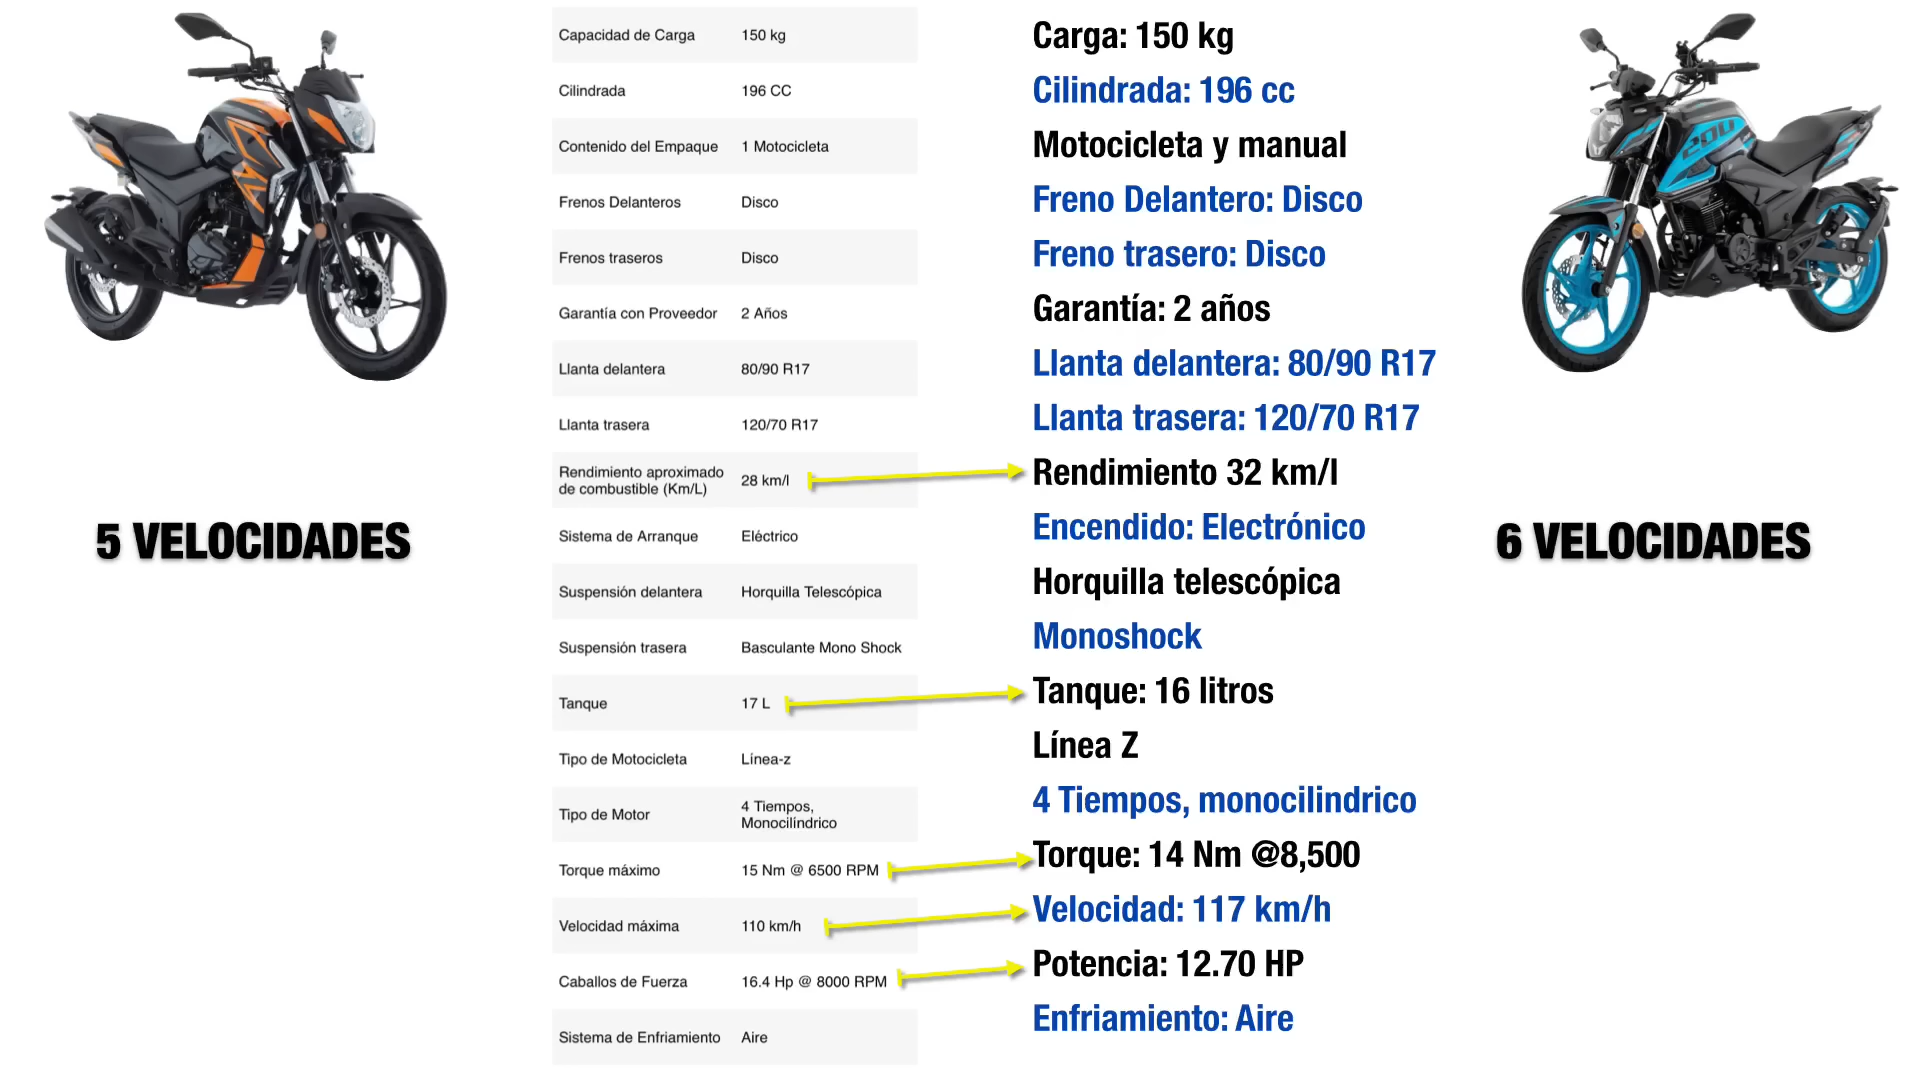 Capacidad de Carga 150 kg
Cilindrada 196 CC
Contenido del Empaque 1 Motocicleta
Frenos Delanteros Disco
Frenos traseros Disco
Garantía con Proveedor 2 Años
Llanta delantera 80/90 R17
Llanta trasera 120/70 R17
Rendimiento aproximado
de combustible (Km/L) 28 km/l
Sistema de Arranque Eléctrico
Suspensión delantera Horquilla Telescópica
Suspensión trasera Basculante Mono Shock
Tanque 17 L
Tipo de Motocicleta Línea-z
Tipo de Motor 4 Tiempos,
Monocilíndrico
Torque máximo 15 Nm @ 6500 RPM
Velocidad máxima 110 km/h
Caballos de Fuerza 16.4 Hp @ 8000 RPM
Sistema de Enfriamiento Aire
Carga: 150 kg
Cilindrada: 196 cc
Motocicleta y manual
Freno Delantero: Disco
Freno trasero: Disco
Garantía: 2 años
Llanta delantera: 80/90 R17
Llanta trasera: 120/70 R17
Rendimiento 32 km/l
Encendido: Electrónico
Horquilla telescópica
Monoshock
Tanque: 16 litros
Línea Z
4 Tiempos, monocilindrico
Torque: 14 Nm @8,500
Velocidad: 117 km/h
Potencia: 12.70 HP
Enfriamiento: Aire
5 VELOCIDADES
6 VELOCIDADES
200